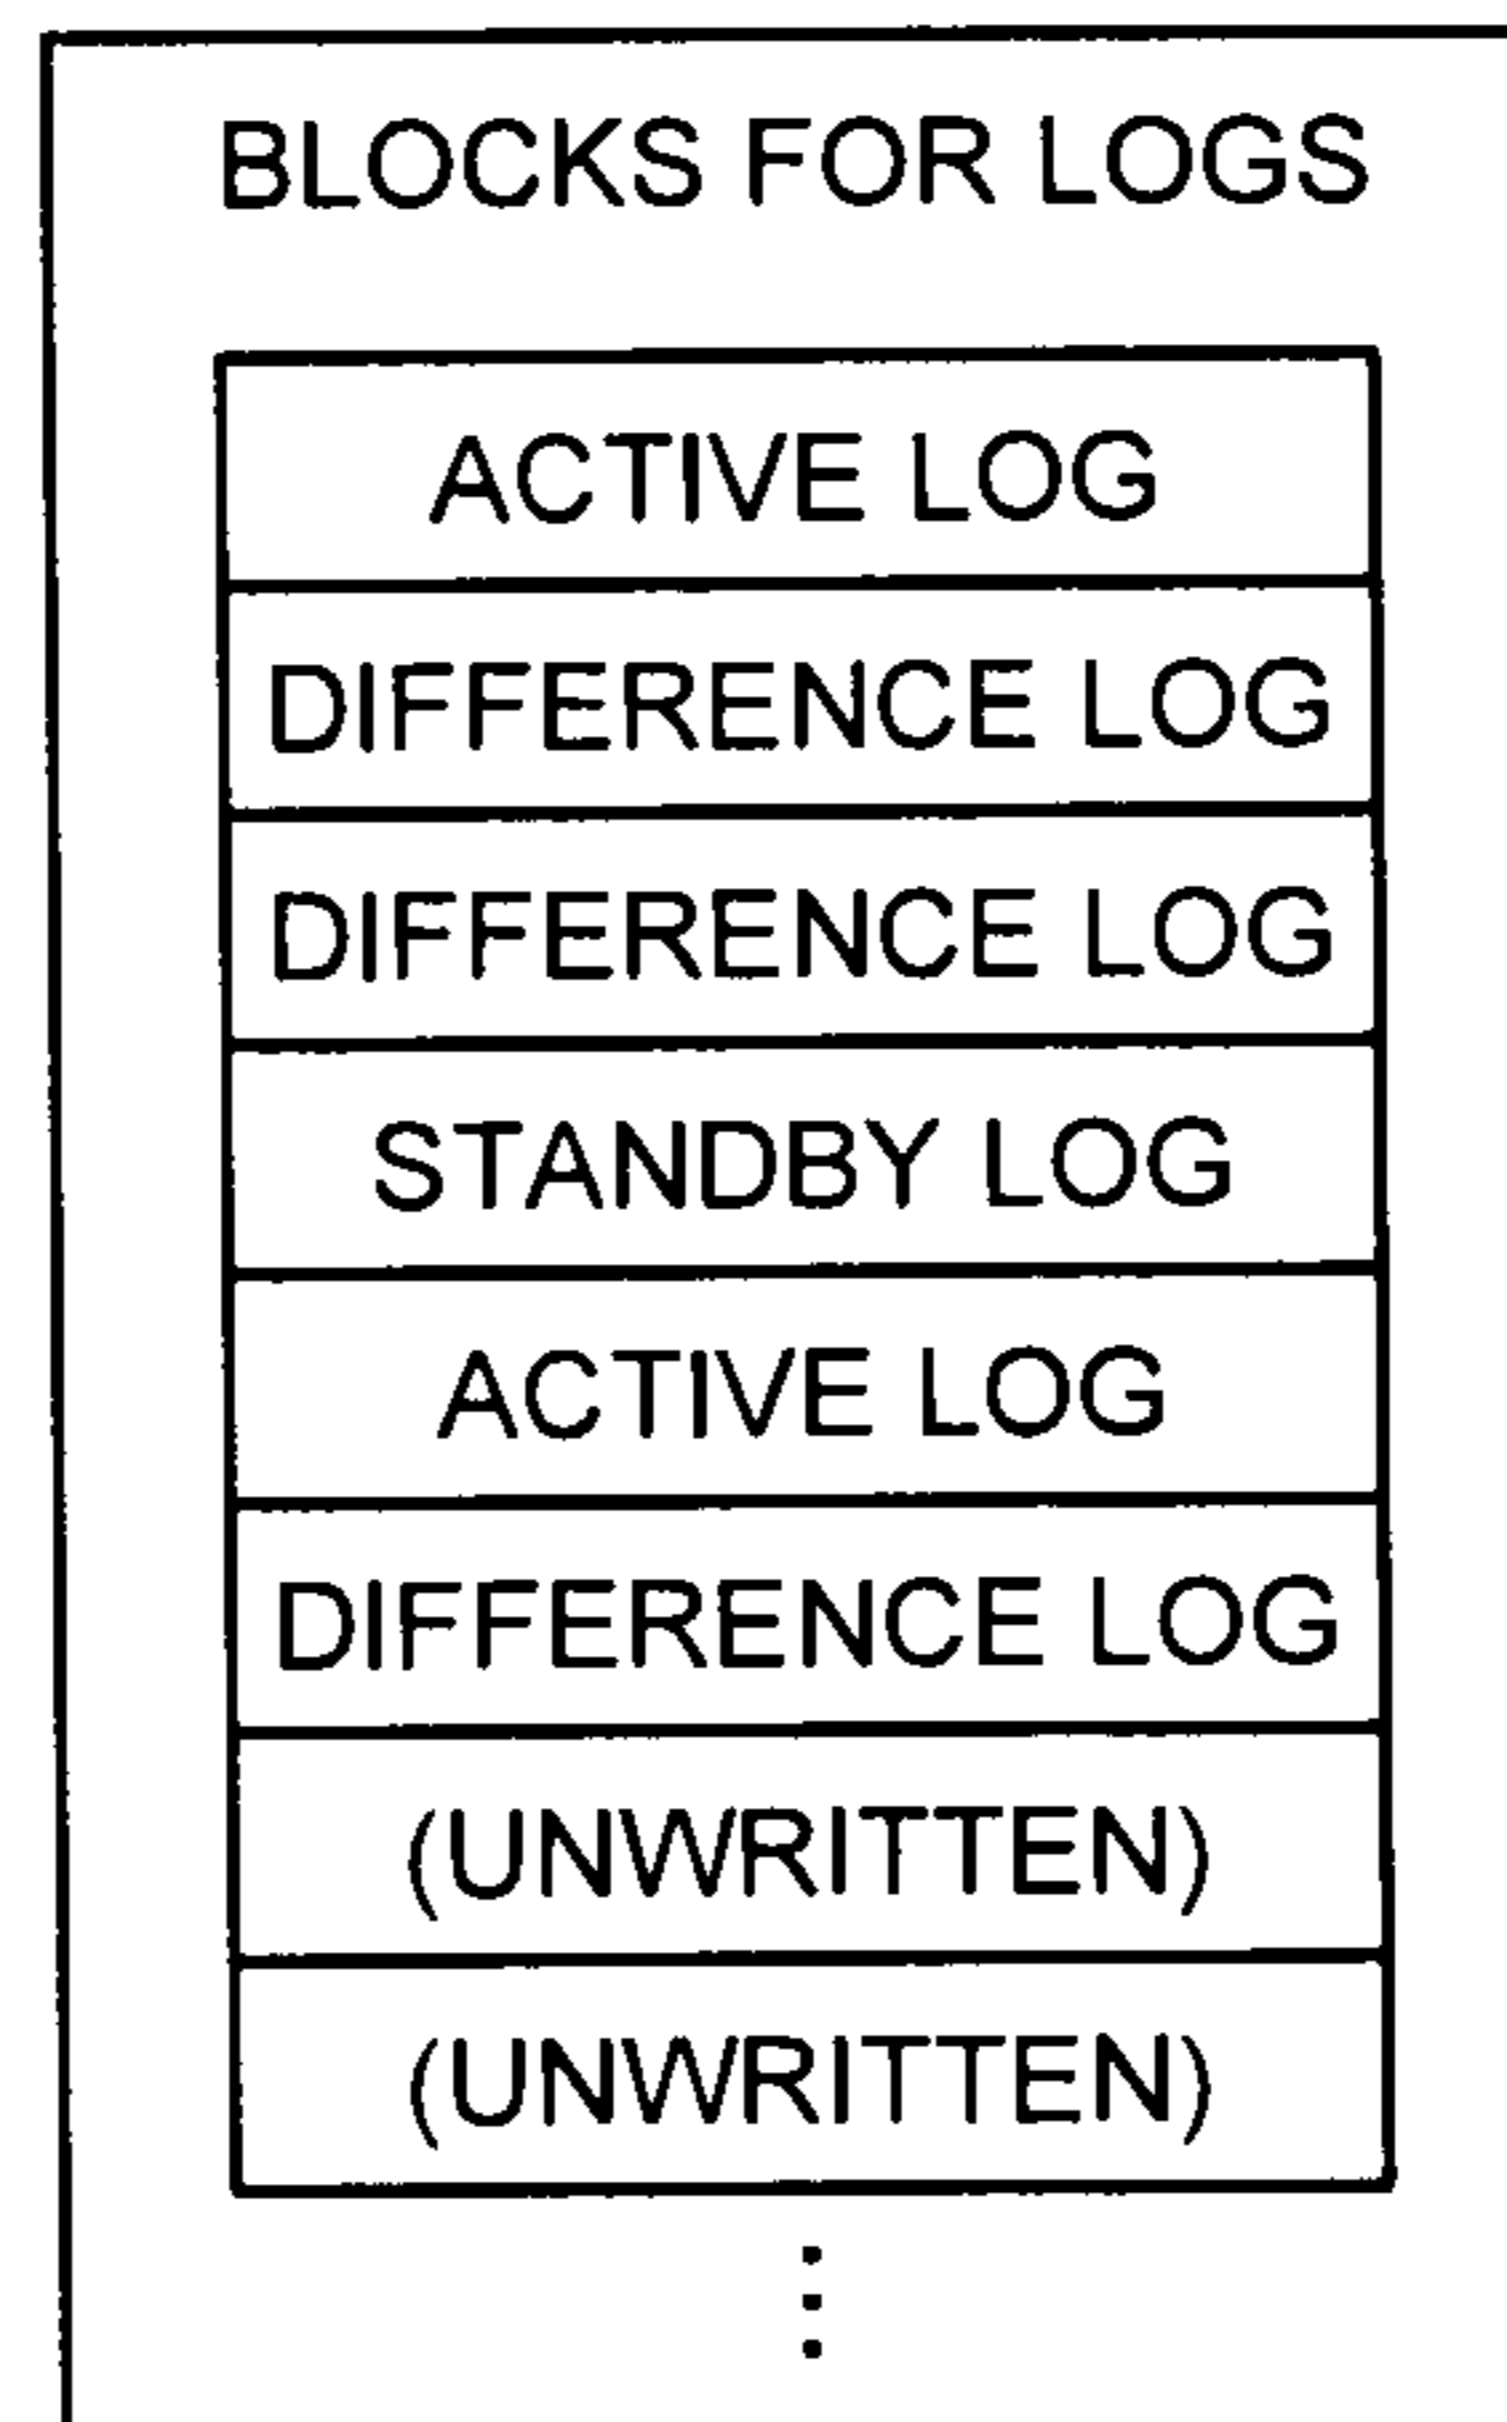 BLOCKS FOR LOGS
ACTIVE LOG
DIFFERENCE LOG
DIFFERENCE LOG
STANDBY LOG
ACTIVE LOG
DIFFERENCE LOG
(UNWRITTEN)
(UNWRITTEN)